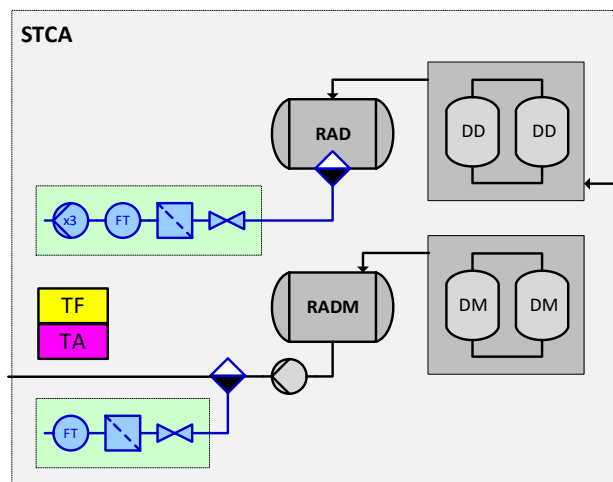 STCA
RAD
DD DD
x3 FT
RADM
DM DM
TF
TA
FT